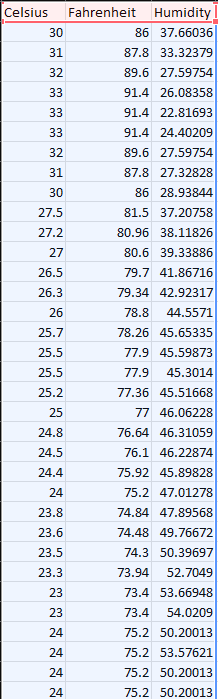 Celsius Fahrenheit Humidity
30 86 37.66036
31 87.8 33.32379
32 89.6 27.59754
33 91.4 26.08358
33 91.4 22.81693
33 91.4 24.40209
32 89.6 27.59754
31 87.8 27.32828
30 86 28.93844
27.5 81.5 37.20758
27.2 80.96 38.11826
27 80.6 39.33886
26.5 79.7 41.86716
26.3 79.34 42.92317
26 78.8 44.5571
25.7 78.26 45.65335
25.5 77.9 45.59873
25.5 77.9 45.3014
25.2 77.36 45.51668
25 77 46.06228
24.8 76.64 46.31059
24.5 76.1 46.22874
24.4 75.92 45.89828
24 75.2 47.01278
23.8 74.84 47.89568
23.6 74.48 49.76672
23.5 74.3 50.39697
23.3 73.94 52.7049
23 73.4 53.66948
23 73.4 54.0209
24 75.2 50.20013
24 75.2 53.57621
24 75.2 50.20013
24 75.2 50.20013